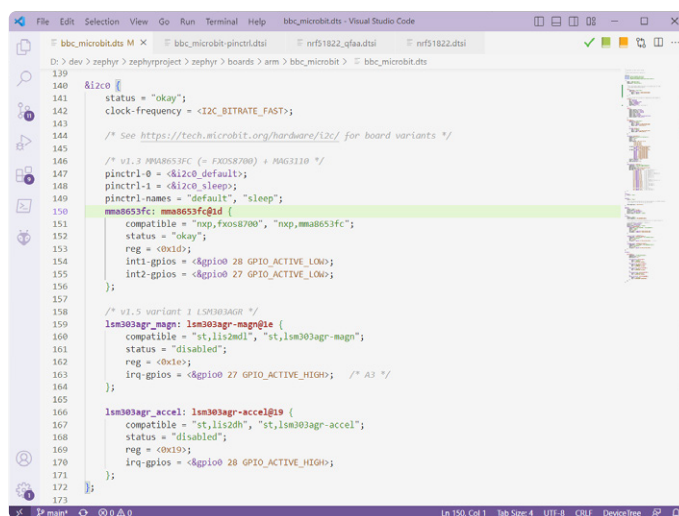 File Edit Selection View Go Run Terminal Help bbc_microbit.dts - Visual Studio Code
bbc_microbit.dts M
bbc_microbit-pinctrl.dtsi
nrf51822_qfaa.dtsi
nrf51822.dtsi
D: > dev > zephyr > zephyrproject > zephyr > boards > arm > bbc_microbit > bbc_microbit.dts
139
140 &i2c0 {
141 status = "okay";
142 clock-frequency = <I2C_BITRATE_FAST>;
143
144 /* See https://tech.microbit.org/hardware/i2c/ for board variants */
145
146 /* v1.3 MMA8653FC (= FXOS8700) + MAG3110 */
147 pinctrl-0 = <&i2c0_default>;
148 pinctrl-1 = <&i2c0_sleep>;
149 pinctrl-names = "default", "sleep";
150 mma8653fc: mma8653fc@1d {
151 compatible = "nxp,fxos8700", "nxp,mma8653fc";
152 status = "okay";
153 reg = <0x1d>;
154 int1-gpios = <&gpio0 28 GPIO_ACTIVE_LOW>;
155 int2-gpios = <&gpio0 27 GPIO_ACTIVE_LOW>;
156 };
157
158 /* v1.5 variant 1 LSM303AGR */
159 lsm303agr_magn: lsm303agr-magn@1e {
160 compatible = "st,lis2mdl", "st,lsm303agr-magn";
161 status = "disabled";
162 reg = <0x1e>;
163 irq-gpios = <&gpio0 27 GPIO_ACTIVE_HIGH>; /* A3 */
164 };
165
166 lsm303agr_accel: lsm303agr-accel@19 {
167 compatible = "st,lis2dh", "st,lsm303agr-accel";
168 status = "disabled";
169 reg = <0x19>;
170 irq-gpios = <&gpio0 28 GPIO_ACTIVE_HIGH>;
171 };
172 };
173
main* 0 0 Ln 150, Col 1 Tab Size: 4 UTF-8 CRLF DeviceTree